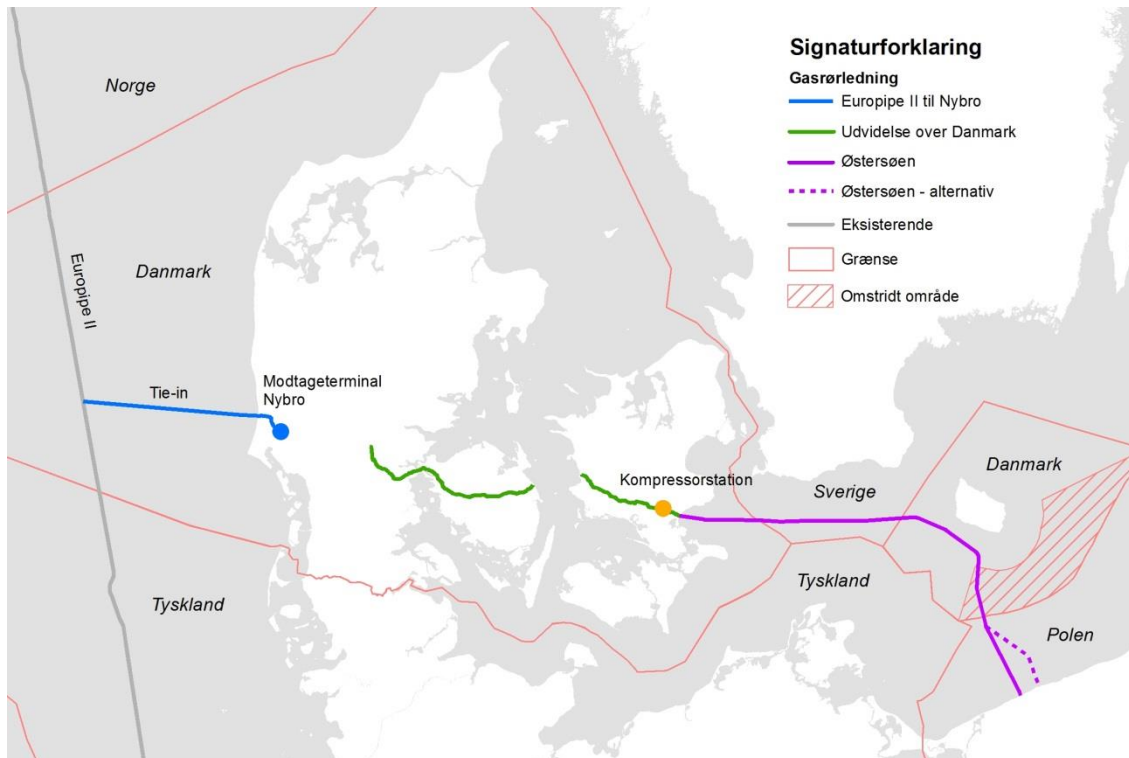 Signaturforklaring
Gasrørledning
Europipe II til Nybro
Udvidelse over Danmark
Østersøen
Østersøen - alternativ
Eksisterende
Grænse
Omstridt område
Norge
Danmark
Europipe II
Tie-in
Modtageterminal
Nybro
Kompressorstation
Danmark
Sverige
Tyskland
Tyskland
Polen